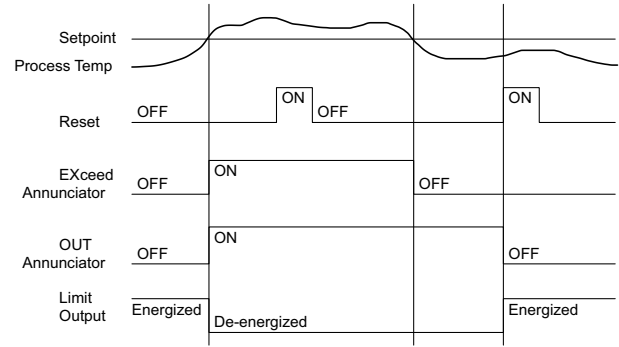 Setpoint
Process Temp
Reset
OFF
ON
OFF
ON
EXceed
Annunciator
OFF
ON
OFF
OUT
Annunciator
OFF
ON
OFF
Limit
Output
Energized
De-energized
Energized